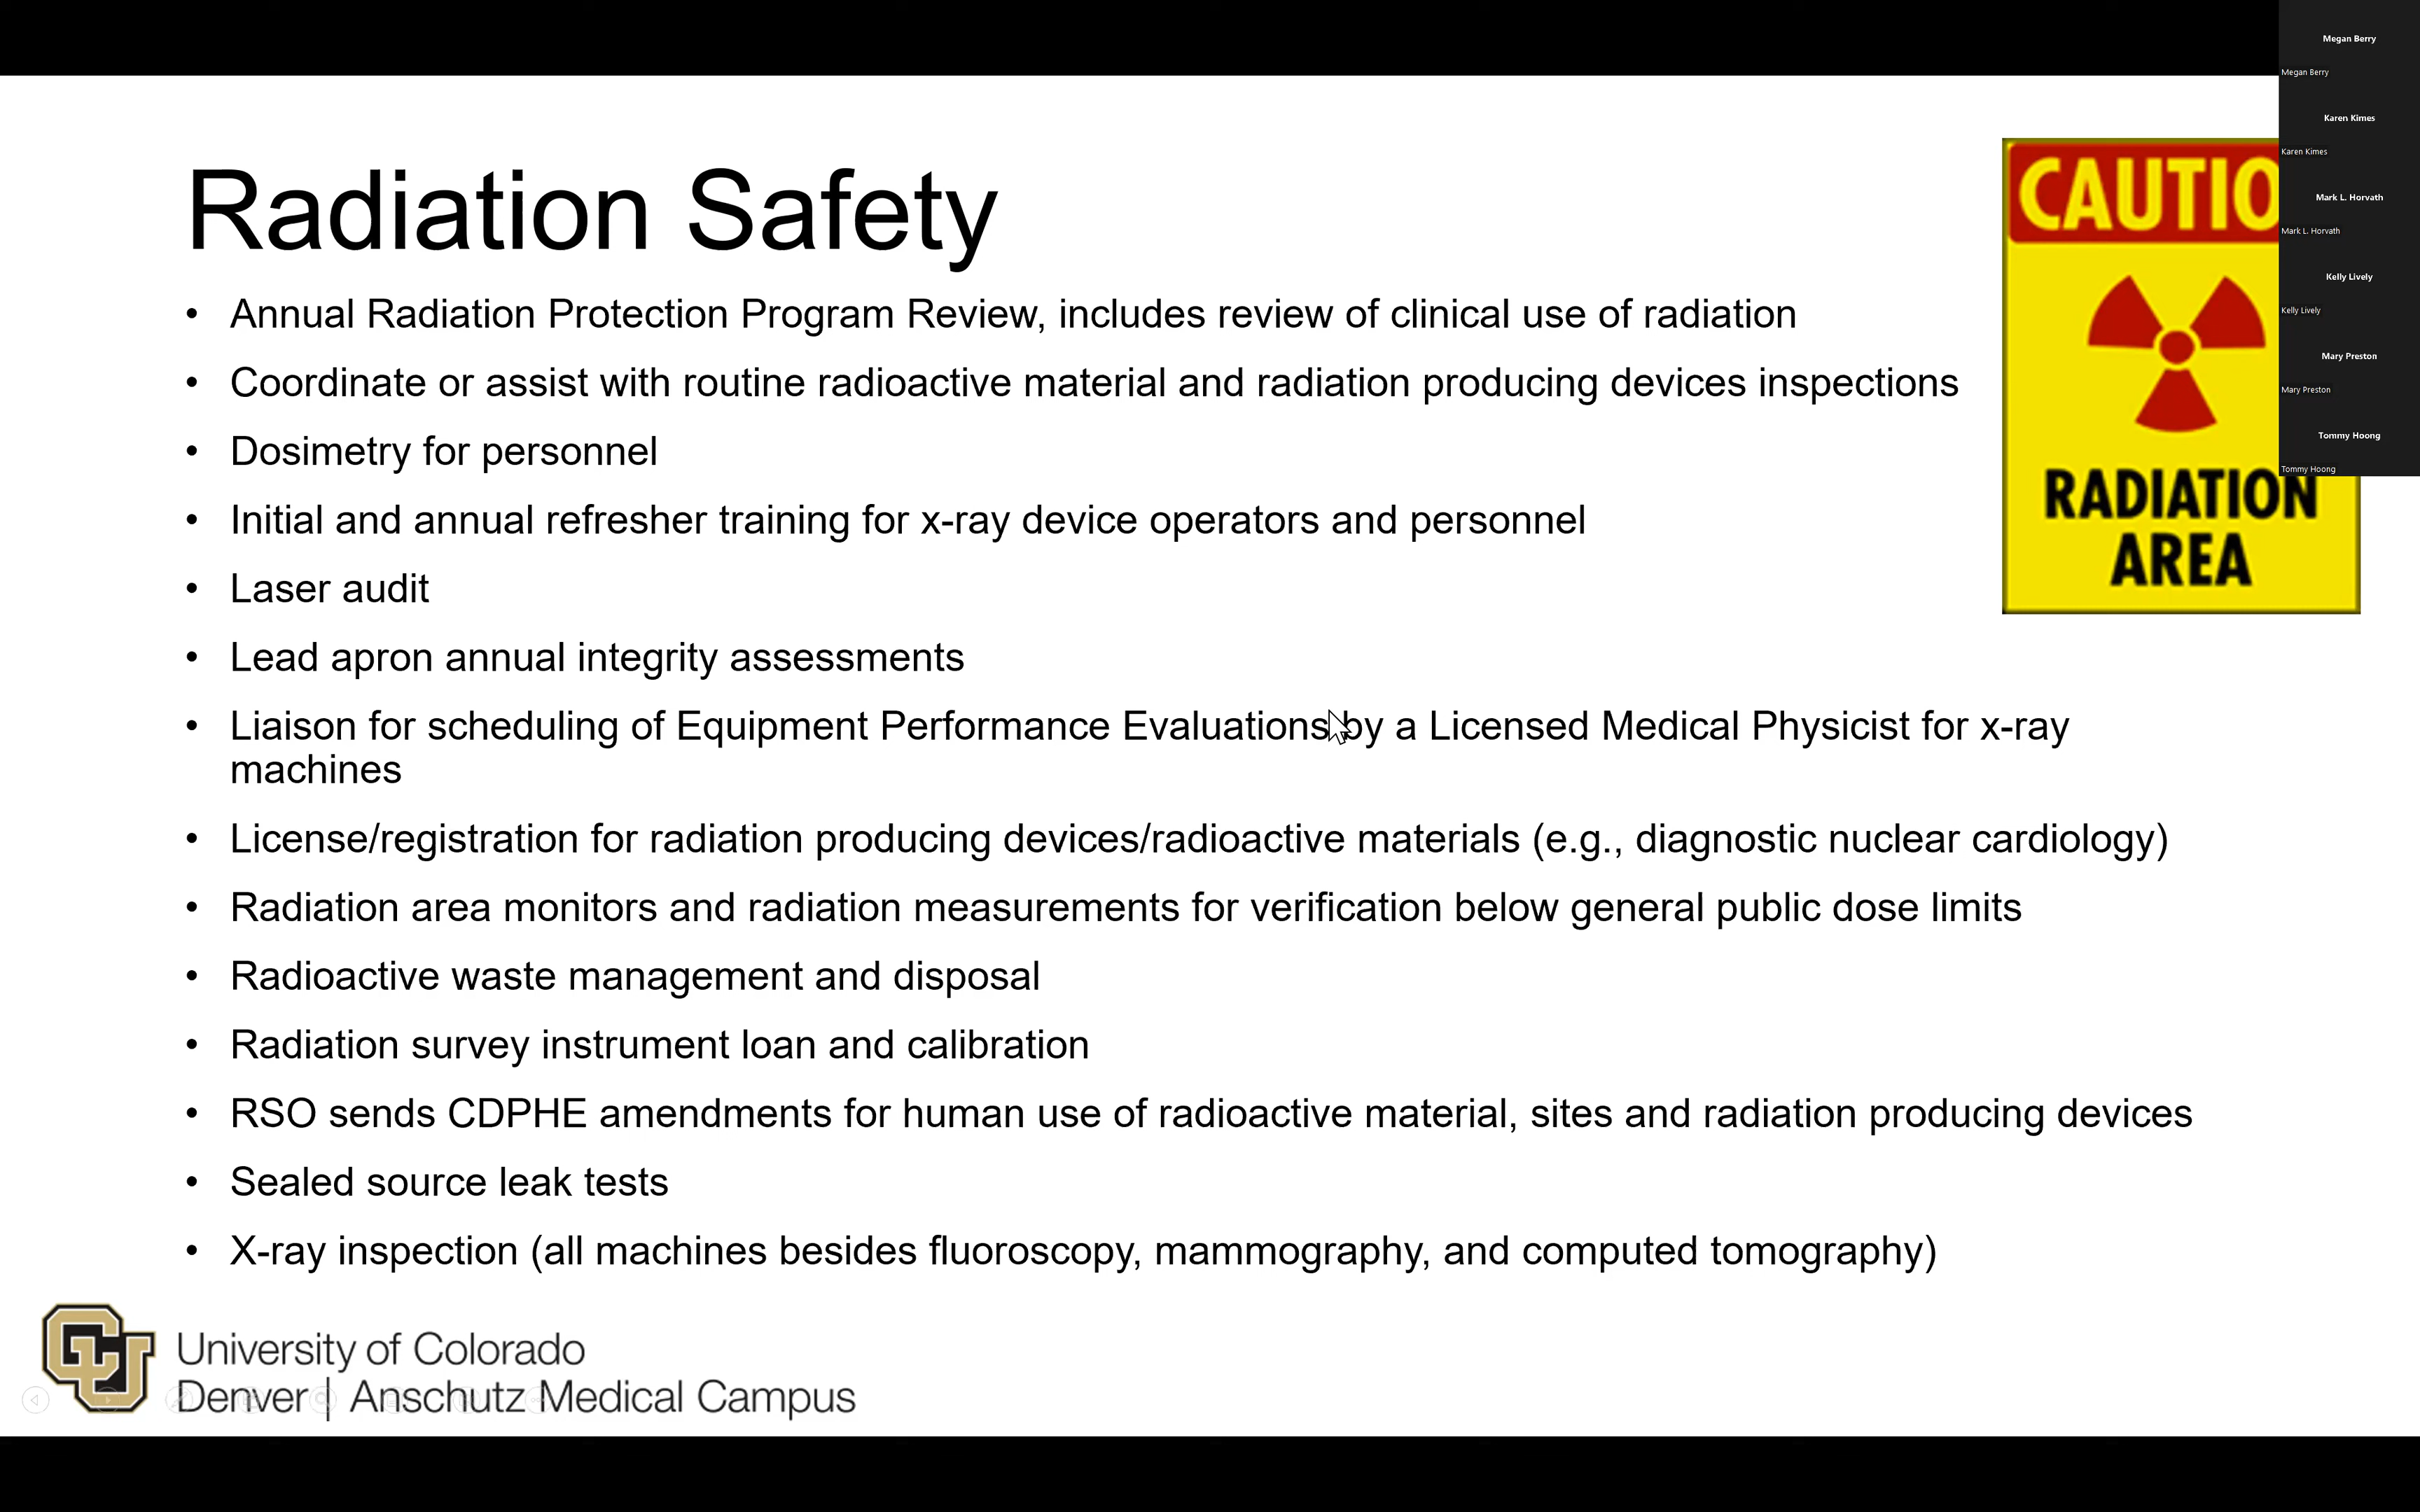 Radiation Safety
• Annual Radiation Protection Program Review, includes review of clinical use of radiation
• Coordinate or assist with routine radioactive material and radiation producing devices inspections
• Dosimetry for personnel
• Initial and annual refresher training for x-ray device operators and personnel
• Laser audit
• Lead apron annual integrity assessments
• Liaison for scheduling of Equipment Performance Evaluations by a Licensed Medical Physicist for x-ray
machines
• License/registration for radiation producing devices/radioactive materials (e.g., diagnostic nuclear cardiology)
• Radiation area monitors and radiation measurements for verification below general public dose limits
• Radioactive waste management and disposal
• Radiation survey instrument loan and calibration
• RSO sends CDPHE amendments for human use of radioactive material, sites and radiation producing devices
• Sealed source leak tests
• X-ray inspection (all machines besides fluoroscopy, mammography, and computed tomography)
CU
University of Colorado
Denver | Anschutz Medical Campus
CAUTIO
RADIATION
AREA
Megan Berry
Megan Berry
Karen Kimes
Karen Kimes
Mark L. Horvath
Mark L. Horvath
Kelly Lively
Kelly Lively
Mary Preston
Mary Preston
Tommy Hoong
Tommy Hoong